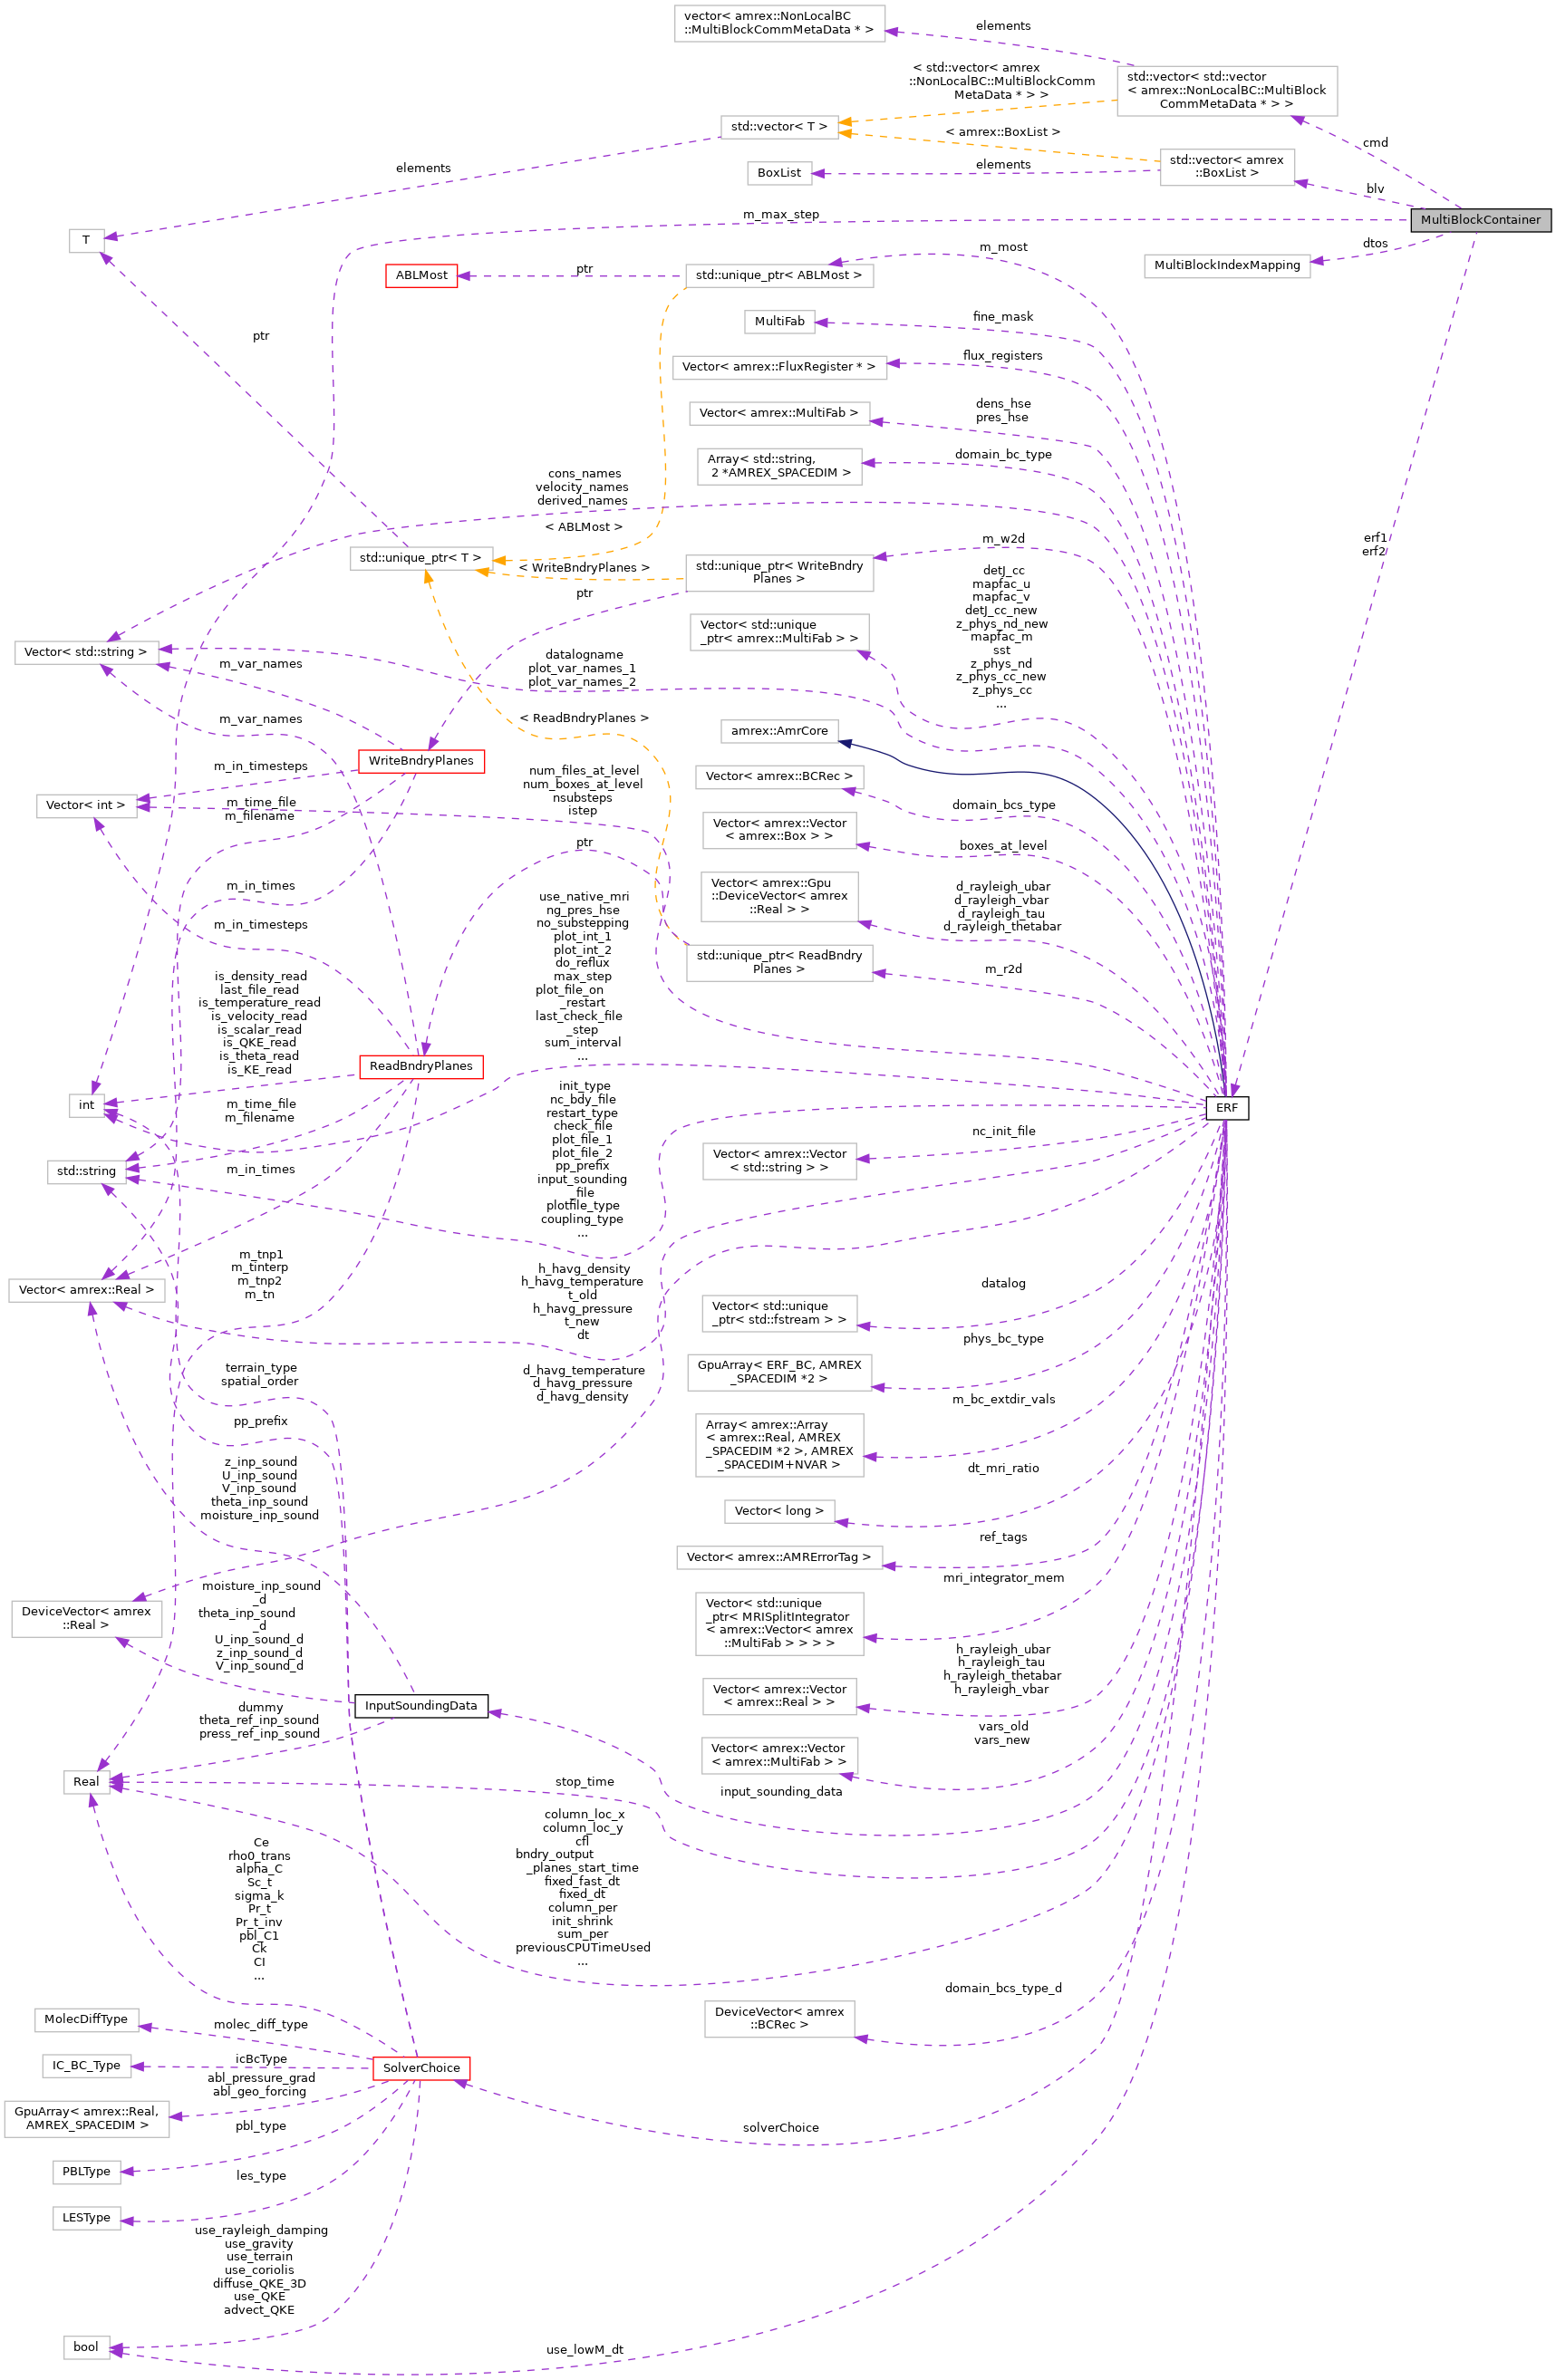 vector< amrex::NonLocalBC
::MultiBlockCommMetaData * >
elements
< std::vector< amrex
::NonLocalBC::MultiBlockComm
MetaData * > >
std::vector< std::vector
< amrex::NonLocalBC::MultiBlock
CommMetaData * > >
std::vector< T >
< amrex::BoxList >
cmd
elements
BoxList
elements
std::vector< amrex
::BoxList >
blv
m_max_step
MultiBlockContainer
T
dtos
m_most
ABLMost
ptr
std::unique_ptr< ABLMost >
MultiBlockIndexMapping
MultiFab
fine_mask
ptr
Vector< amrex::FluxRegister * >
flux_registers
Vector< amrex::MultiFab >
dens_hse
pres_hse
Array< std::string,
2 *AMREX_SPACEDIM >
domain_bc_type
cons_names
velocity_names
derived_names
< ABLMost >
erf1
erf2
std::unique_ptr< T >
< WriteBndryPlanes >
std::unique_ptr< WriteBndry
Planes >
m_w2d
ptr
detJ_cc
mapfac_u
mapfac_v
detJ_cc_new
z_phys_nd_new
mapfac_m
sst
z_phys_nd
z_phys_cc_new
z_phys_cc
...
Vector< std::unique
_ptr< amrex::MultiFab > >
Vector< std::string >
m_var_names
datalogname
plot_var_names_1
plot_var_names_2
m_var_names
< ReadBndryPlanes >
amrex::AmrCore
WriteBndryPlanes
m_in_timesteps
num_files_at_level
num_boxes_at_level
nsubsteps
istep
Vector< amrex::BCRec >
domain_bcs_type
Vector< int >
m_time_file
m_filename
Vector< amrex::Vector
< amrex::Box > >
boxes_at_level
ptr
m_in_times
Vector< amrex::Gpu
::DeviceVector< amrex
::Real > >
d_rayleigh_ubar
d_rayleigh_vbar
d_rayleigh_tau
d_rayleigh_thetabar
m_in_timesteps
use_native_mri
ng_pres_hse
no_substepping
plot_int_1
plot_int_2
do_reflux
max_step
plot_file_on
_restart
last_check_file
_step
sum_interval
...
std::unique_ptr< ReadBndry
Planes >
m_r2d
is_density_read
last_file_read
is_temperature_read
is_velocity_read
is_scalar_read
is_QKE_read
is_theta_read
is_KE_read
ReadBndryPlanes
int
m_time_file
m_filename
ERF
init_type
nc_bdy_file
restart_type
check_file
plot_file_1
plot_file_2
pp_prefix
input_sounding
_file
plotfile_type
coupling_type
...
nc_init_file
Vector< amrex::Vector
< std::string > >
std::string
m_in_times
m_tnp1
m_tinterp
m_tnp2
m_tn
Vector< amrex::Real >
h_havg_density
h_havg_temperature
t_old
h_havg_pressure
t_new
dt
datalog
Vector< std::unique
_ptr< std::fstream > >
phys_bc_type
GpuArray< ERF_BC, AMREX
_SPACEDIM *2 >
terrain_type
spatial_order
d_havg_temperature
d_havg_pressure
d_havg_density
m_bc_extdir_vals
pp_prefix
Array< amrex::Array
< amrex::Real, AMREX
_SPACEDIM *2 >, AMREX
_SPACEDIM+NVAR >
z_inp_sound
U_inp_sound
V_inp_sound
theta_inp_sound
moisture_inp_sound
dt_mri_ratio
Vector< long >
ref_tags
Vector< amrex::AMRErrorTag >
mri_integrator_mem
moisture_inp_sound
_d
theta_inp_sound
_d
U_inp_sound_d
z_inp_sound_d
V_inp_sound_d
DeviceVector< amrex
::Real >
Vector< std::unique
_ptr< MRISplitIntegrator
< amrex::Vector< amrex
::MultiFab > > > >
h_rayleigh_ubar
h_rayleigh_tau
h_rayleigh_thetabar
h_rayleigh_vbar
InputSoundingData
Vector< amrex::Vector
< amrex::Real > >
dummy
theta_ref_inp_sound
press_ref_inp_sound
vars_old
vars_new
Vector< amrex::Vector
< amrex::MultiFab > >
Real
stop_time
input_sounding_data
column_loc_x
column_loc_y
cfl
bndry_output
_planes_start_time
fixed_fast_dt
fixed_dt
column_per
init_shrink
sum_per
previousCPUTimeUsed
...
Ce
rho0_trans
alpha_C
Sc_t
sigma_k
Pr_t
Pr_t_inv
pbl_C1
Ck
CI
...
domain_bcs_type_d
DeviceVector< amrex
::BCRec >
MolecDiffType
molec_diff_type
IC_BC_Type
icBcType
SolverChoice
abl_pressure_grad
abl_geo_forcing
GpuArray< amrex::Real,
AMREX_SPACEDIM >
pbl_type
solverChoice
PBLType
les_type
LESType
use_rayleigh_damping
use_gravity
use_terrain
use_coriolis
diffuse_QKE_3D
use_QKE
advect_QKE
bool
use_lowM_dt